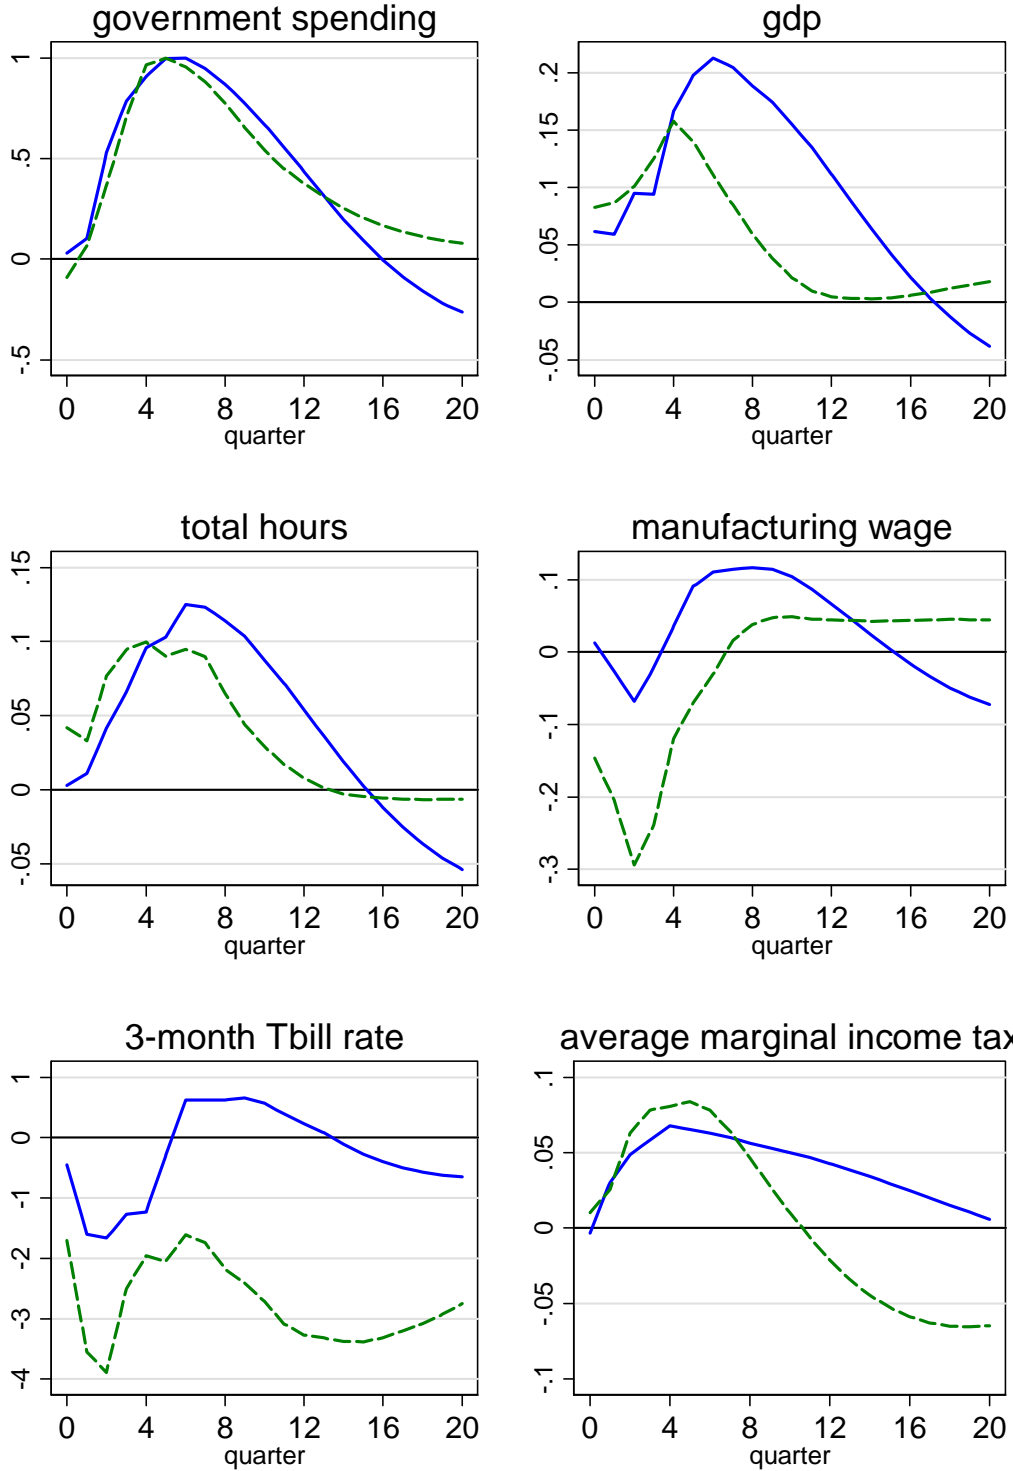 government spending
1
.5
0
-.5
0 4 8 12 16 20
quarter
gdp
.2
.15
.1
.05
0
-.05
0 4 8 12 16 20
quarter
total hours
.15
.1
.05
0
-.05
0 4 8 12 16 20
quarter
manufacturing wage
.1
0
-.1
-.2
-.3
0 4 8 12 16 20
quarter
3-month Tbill rate
1
0
-1
-2
-3
-4
0 4 8 12 16 20
quarter
average marginal income tax
.1
.05
0
-.05
-.1
0 4 8 12 16 20
quarter